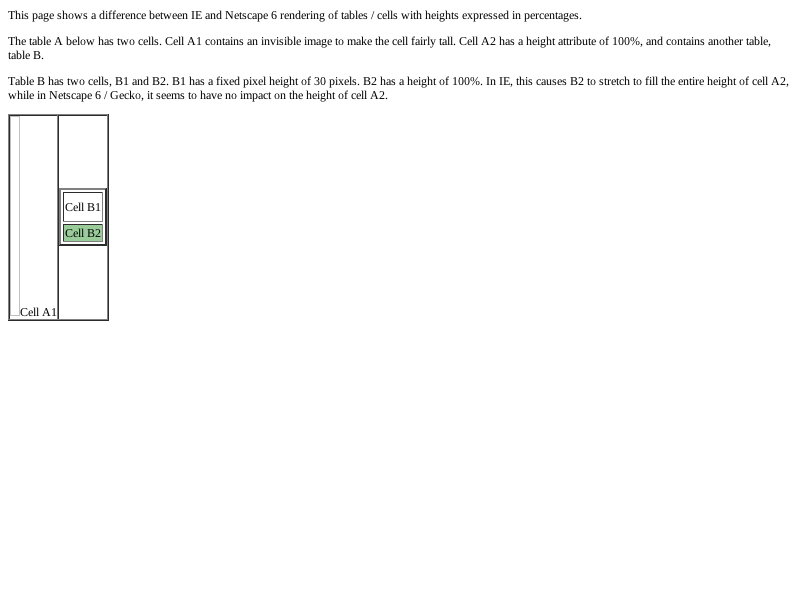 This page shows a difference between IE and Netscape 6 rendering of tables / cells with heights expressed in percentages.
The table A below has two cells. Cell A1 contains an invisible image to make the cell fairly tall. Cell A2 has a height attribute of 100%, and contains another table,
table B.
Table B has two cells, B1 and B2. B1 has a fixed pixel height of 30 pixels. B2 has a height of 100%. In IE, this causes B2 to stretch to fill the entire height of cell A2,
while in Netscape 6 / Gecko, it seems to have no impact on the height of cell A2.
Cell B1
Cell B2
Cell A1